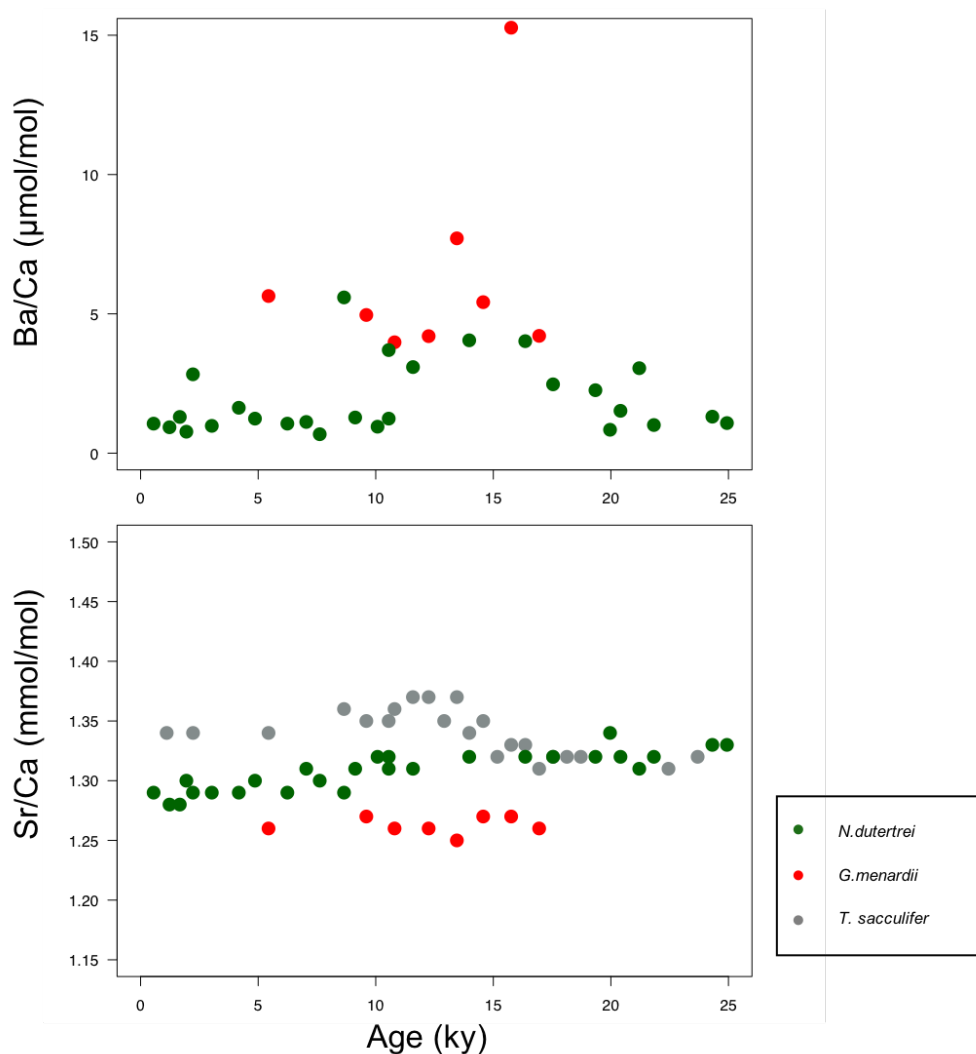 Ba/Ca (µmol/mol)
15
10
5
0
0 5 10 15 20 25
Sr/Ca (mmol/mol)
1.50
1.45
1.40
1.35
1.30
1.25
1.20
1.15
0 5 10 15 20 25
Age (ky)
N.dutertrei
G.menardii
T. sacculifer